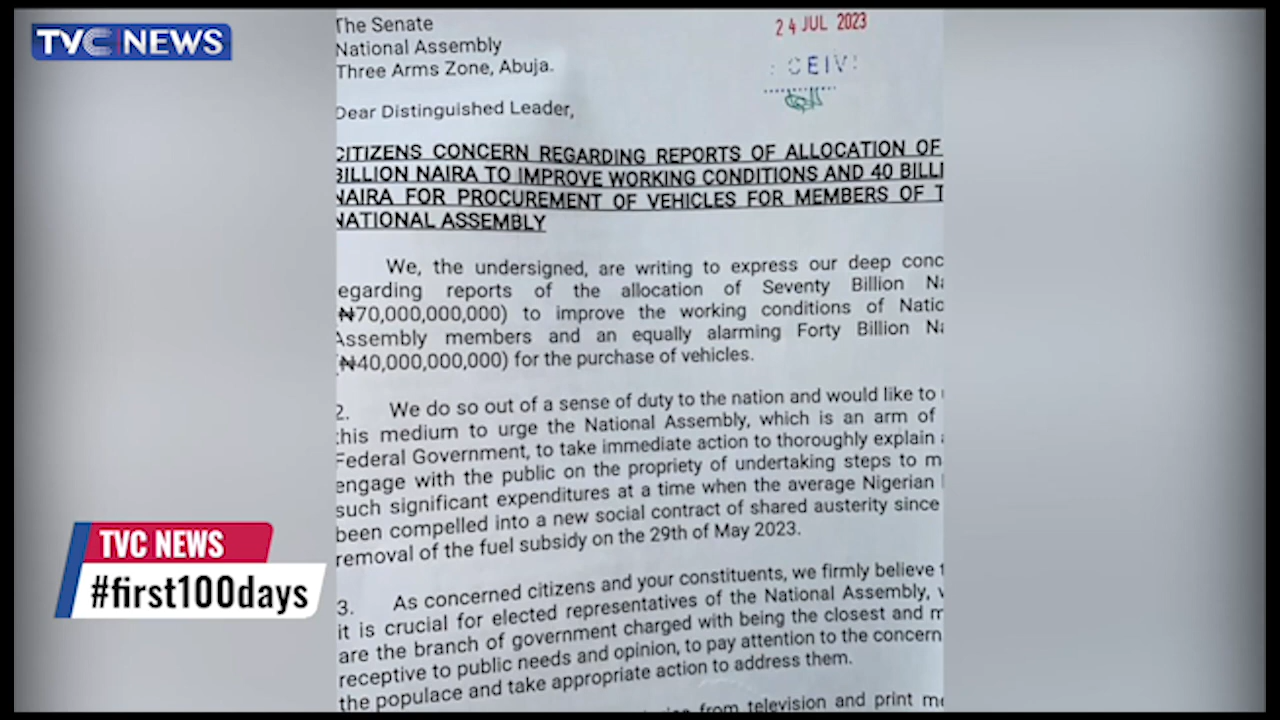 TVC NEWS
The Senate
National Assembly
Three Arms Zone, Abuja.
24 JUL 2023
CEIV
Dear Distinguished Leader,
CITIZENS CONCERN REGARDING REPORTS OF ALLOCATION OF
BILLION NAIRA TO IMPROVE WORKING CONDITIONS AND 40 BILLI
NAIRA FOR PROCUREMENT OF VEHICLES FOR MEMBERS OF T
NATIONAL ASSEMBLY
We, the undersigned, are writing to express our deep conc
egarding reports of the allocation of Seventy Billion Na
(₦70,000,000,000) to improve the working conditions of Natio
Assembly members and an equally alarming Forty Billion Na
(₦40,000,000,000) for the purchase of vehicles.
2. We do so out of a sense of duty to the nation and would like to
this medium to urge the National Assembly, which is an arm of
Federal Government, to take immediate action to thoroughly explain
engage with the public on the propriety of undertaking steps to m
such significant expenditures at a time when the average Nigerian
been compelled into a new social contract of shared austerity since
removal of the fuel subsidy on the 29th of May 2023.
3. As concerned citizens and your constituents, we firmly believe
it is crucial for elected representatives of the National Assembly,
are the branch of government charged with being the closest and m
receptive to public needs and opinion, to pay attention to the concern
the populace and take appropriate action to address them.
from television and print me
TVC NEWS
#first100days